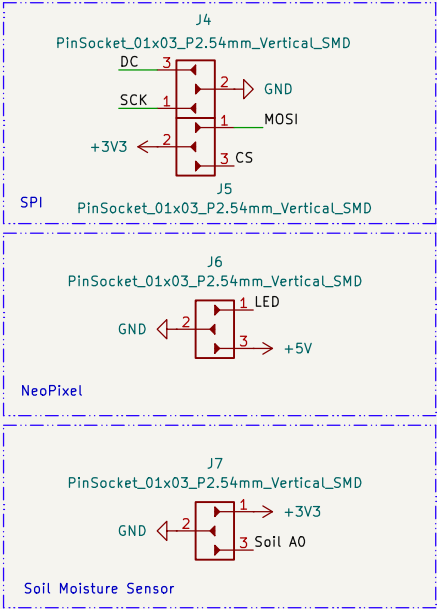 J4
PinSocket_01x03_P2.54mm_Vertical_SMD
DC 3
2 GND
SCK 1
1 MOSI
+3V3 2
3 CS
J5
SPI
PinSocket_01x03_P2.54mm_Vertical_SMD
J6
PinSocket_01x03_P2.54mm_Vertical_SMD
1 LED
GND 2
3 +5V
NeoPixel
J7
PinSocket_01x03_P2.54mm_Vertical_SMD
1 +3V3
GND 2
3 Soil A0
Soil Moisture Sensor